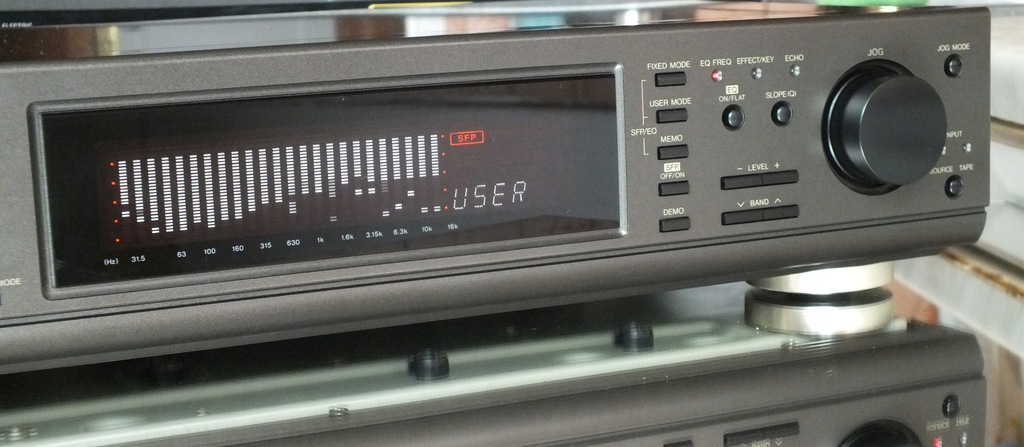 ELECTRIC
FIXED MODE
EQ FREQ EFFECT/KEY ECHO
JOG
JOG MODE
EQ
ON/FLAT
SLOPE(Q)
USER MODE
SFP/EQ
MEMO
SFP
OFF/ON
− LEVEL +
∨ BAND ∧
DEMO
INPUT
SOURCE TAPE
SFP
USER
(Hz) 31.5 63 100 160 315 630 1k 1.6k 3.15k 6.3k 10k 16k
MODE